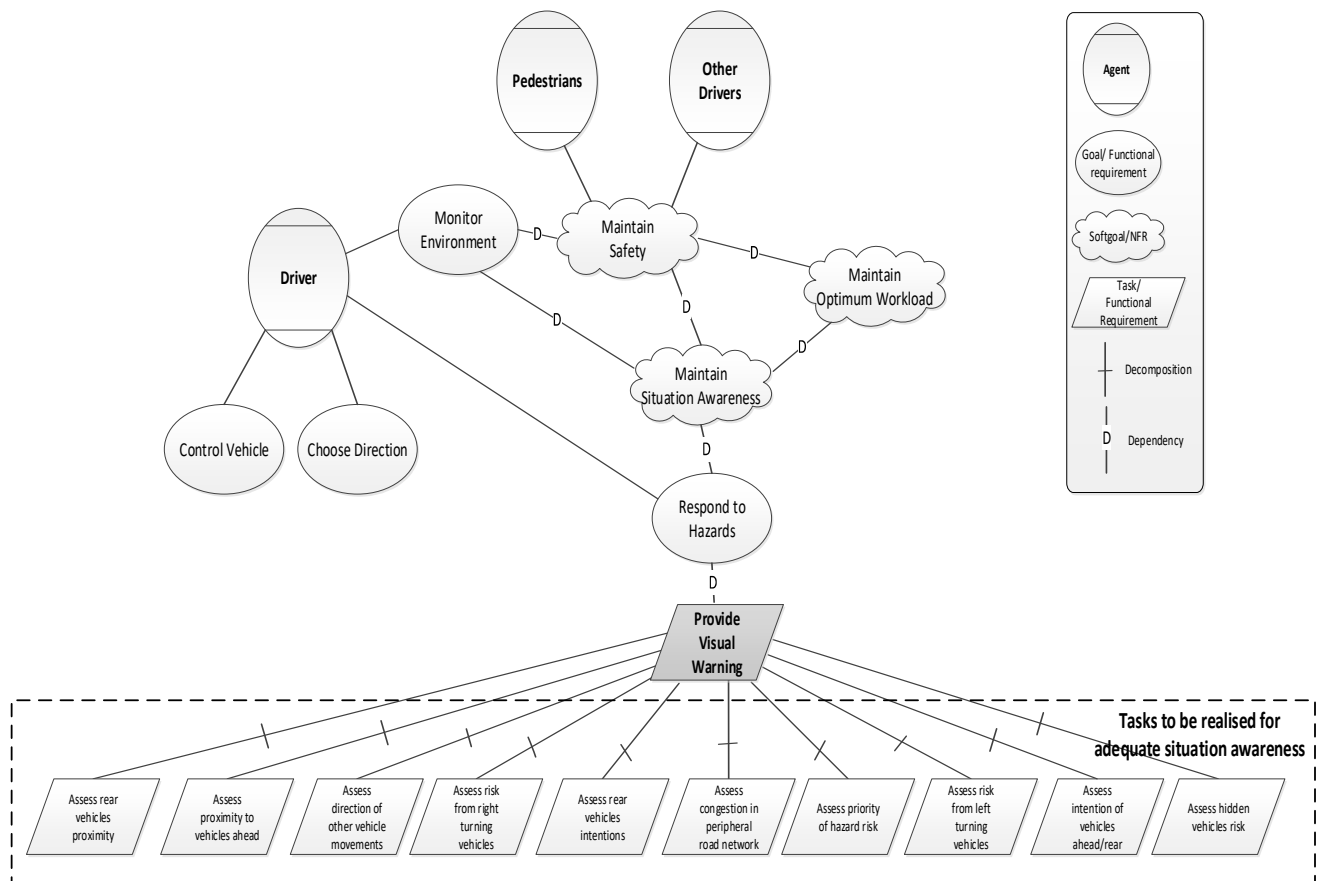 Pedestrians
Other
Drivers
Agent
Goal/ Functional
requirement
Monitor
Environment
D
Maintain
Safety
Softgoal/NFR
D
Driver
Maintain
Optimum Workload
Task/
Functional
Requirement
D
D
D
Decomposition
Maintain
Situation Awareness
D
Dependency
Control Vehicle
Choose Direction
D
Respond to
Hazards
D
Provide
Visual
Warning
Tasks to be realised for
adequate situation awareness
Assess rear
vehicles
proximity
Assess
proximity to
vehicles ahead
Assess
direction of
other vehicle
movements
Assess risk
from right
turning
vehicles
Assess rear
vehicles
intentions
Assess
congestion in
peripheral
road network
Assess priority
of hazard risk
Assess risk
from left
turning
vehicles
Assess
intention of
vehicles
ahead/rear
Assess hidden
vehicles risk